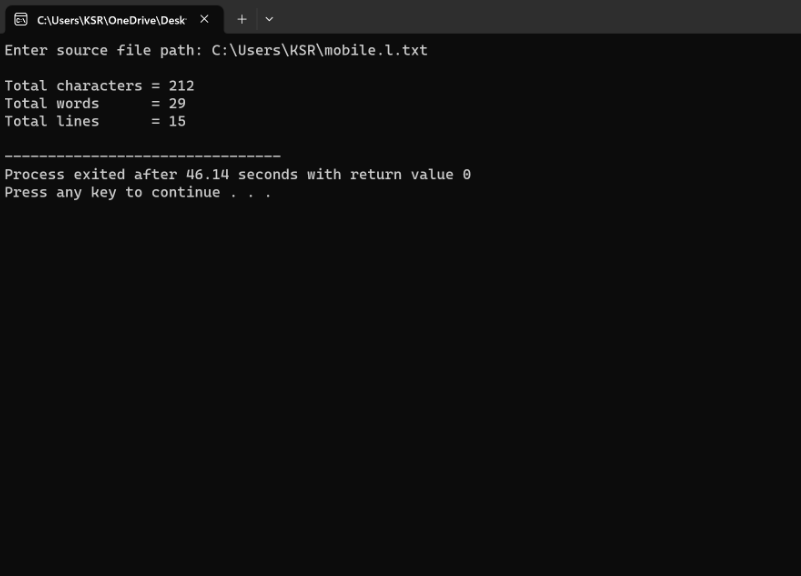 C:\Users\KSR\OneDrive\Desk
Enter source file path: C:\Users\KSR\mobile.l.txt
Total characters = 212
Total words      = 29
Total lines      = 15
--------------------------------
Process exited after 46.14 seconds with return value 0
Press any key to continue . . .